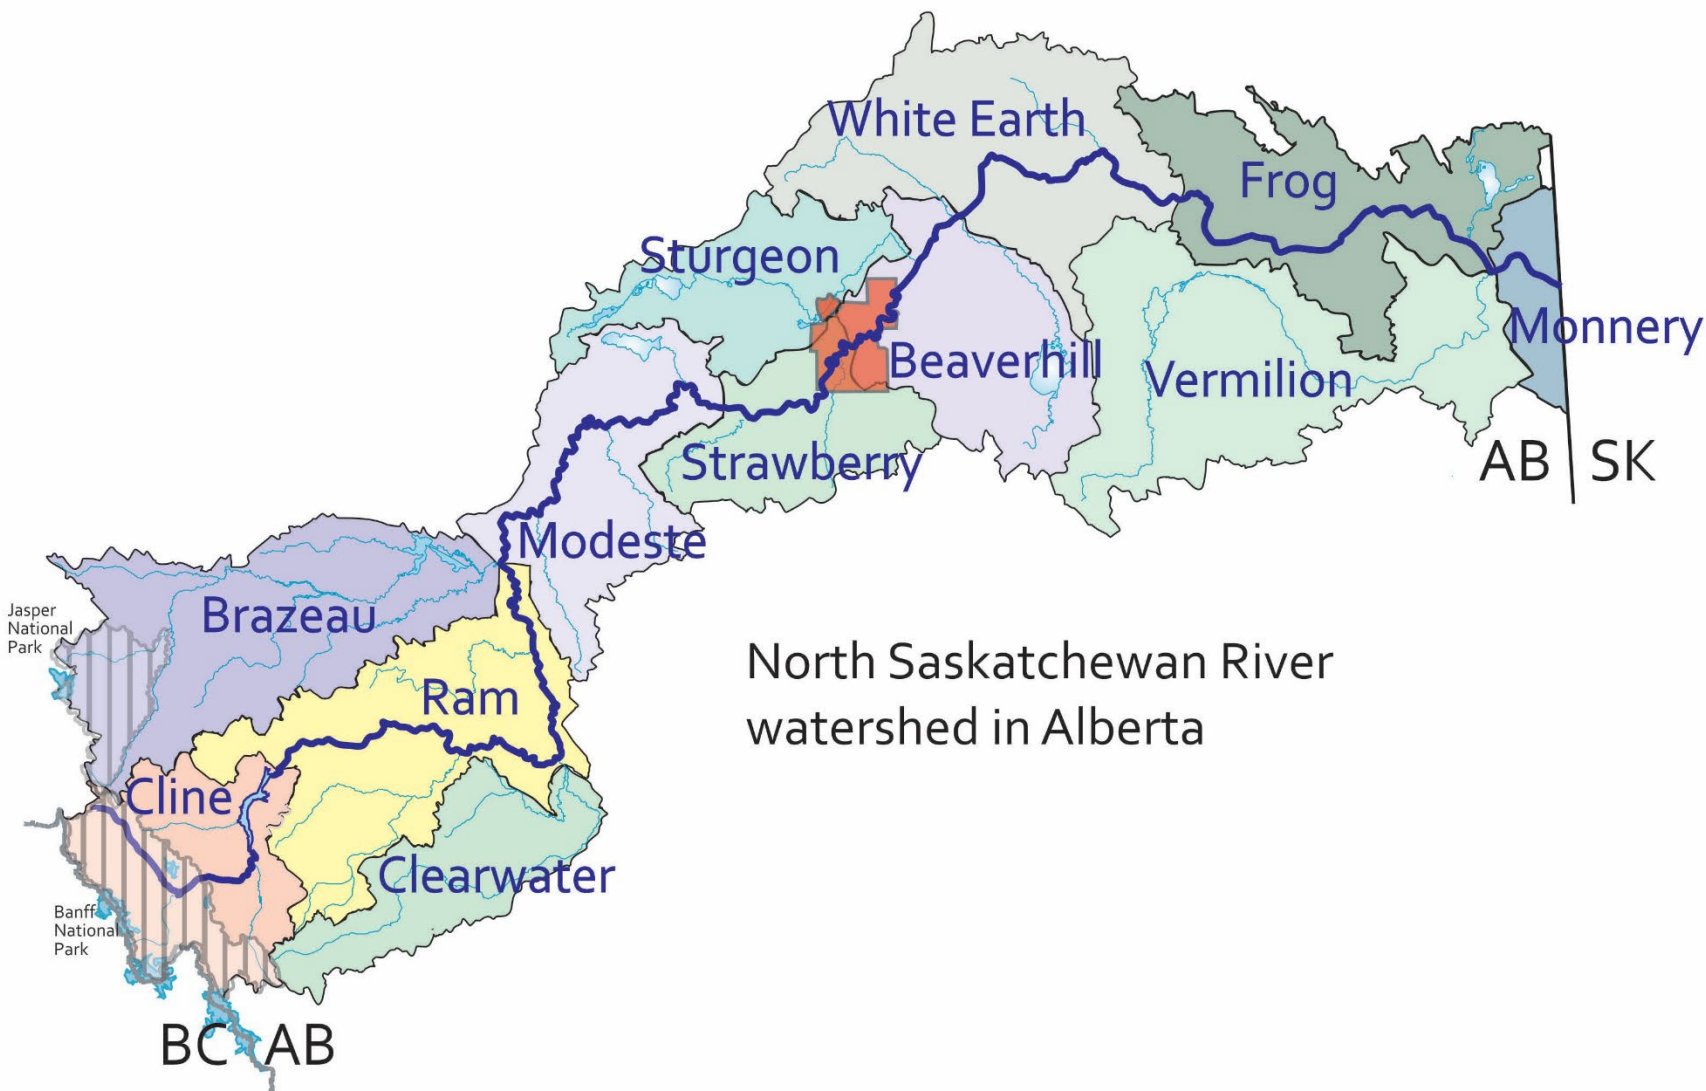 White Earth
Frog
Sturgeon
Monnery
Beaverhill
Vermilion
Strawberry
AB
SK
Modeste
Jasper
National
Park
Brazeau
North Saskatchewan River
watershed in Alberta
Ram
Cline
Clearwater
Banff
National
Park
BC
AB